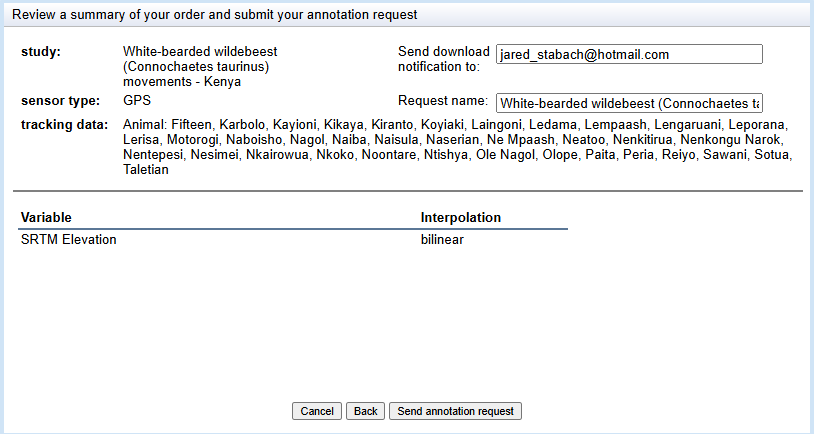 Review a summary of your order and submit your annotation request
study: White-bearded wildebeest Send download jared_stabach@hotmail.com
(Connochaetes taurinus) notification to:
movements - Kenya
sensor type: GPS Request name: White-bearded wildebeest (Connochaetes ta
tracking data: Animal: Fifteen, Karbolo, Kayioni, Kikaya, Kiranto, Koyiaki, Laingoni, Ledama, Lempaash, Lengaruani, Leporana,
Lerisa, Motorogi, Naboisho, Nagol, Naiba, Naisula, Naserian, Ne Mpaash, Neatoo, Nenkitirua, Nenkongu Narok,
Nentepesi, Nesimei, Nkairowua, Nkoko, Noontare, Ntishya, Ole Nagol, Olope, Paita, Peria, Reiyo, Sawani, Sotua,
Taletian
Variable Interpolation
SRTM Elevation bilinear
Cancel Back Send annotation request